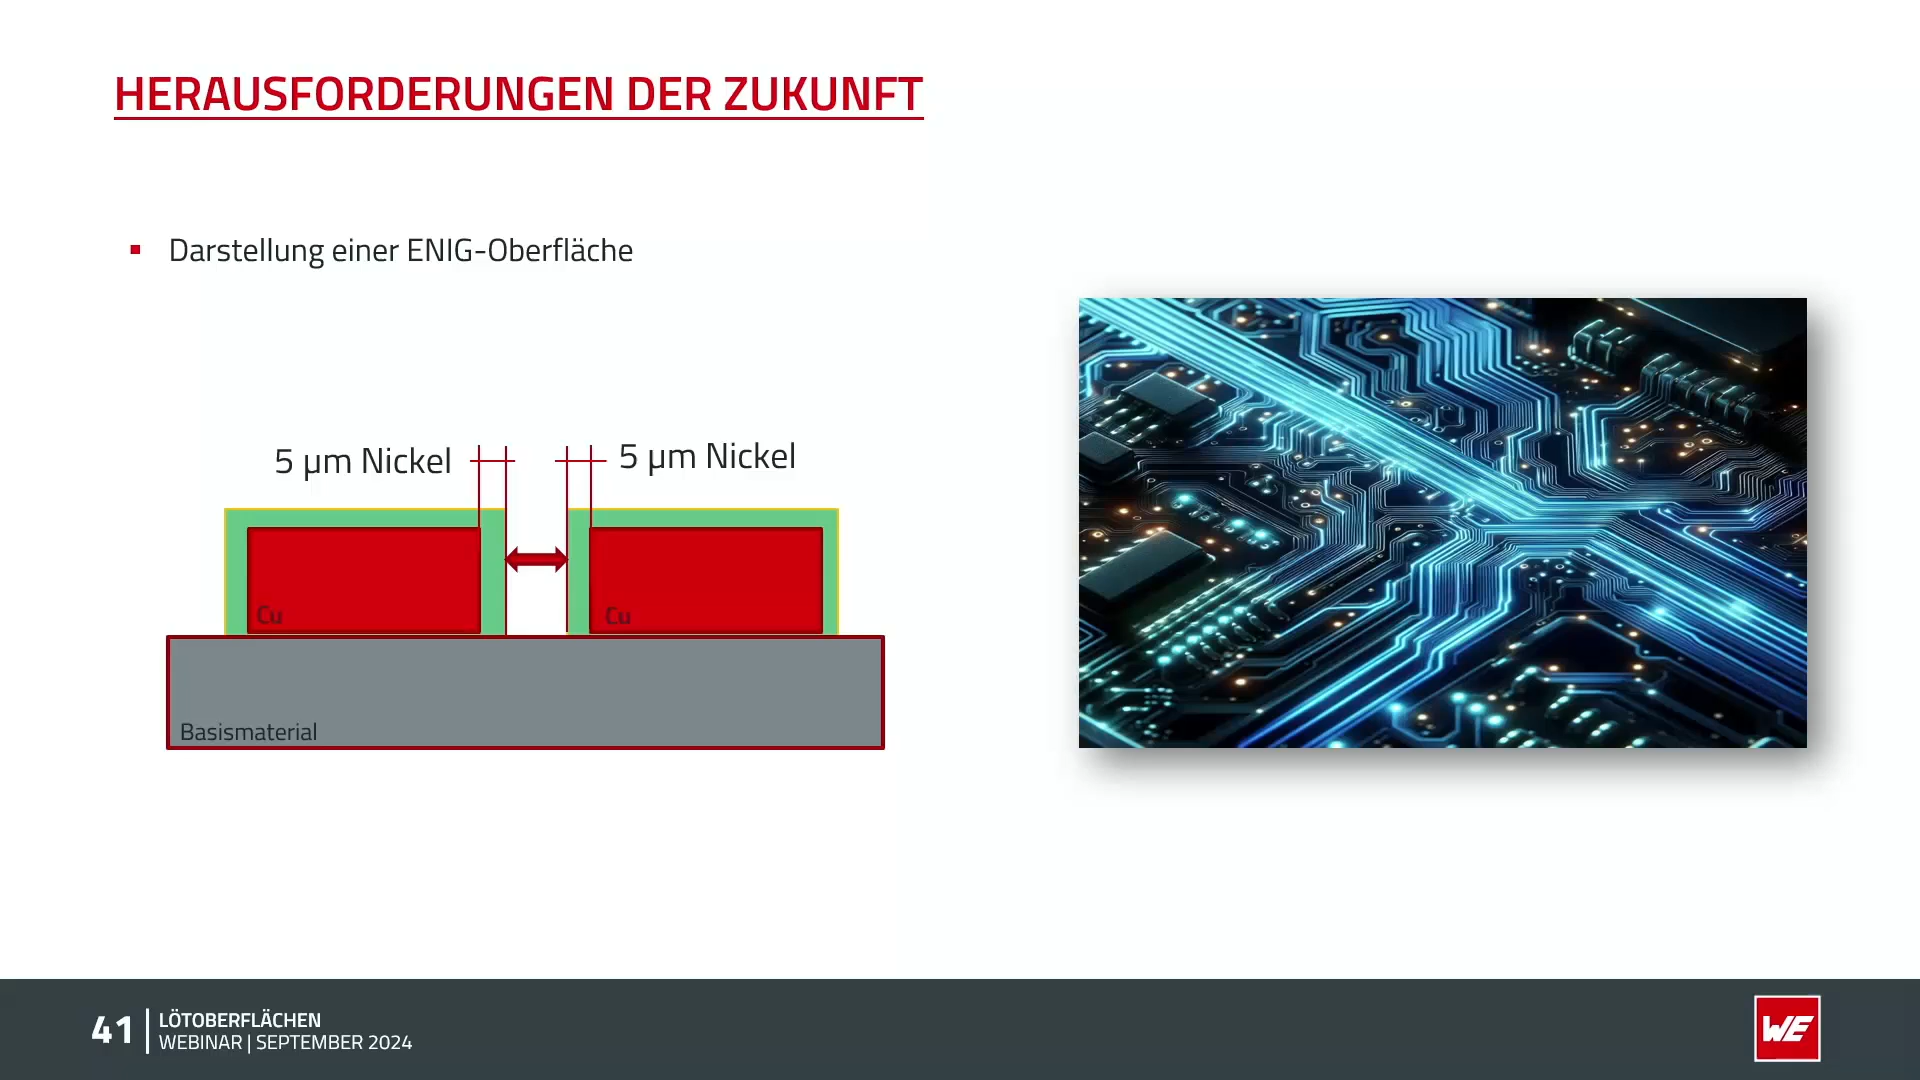 HERAUSFORDERUNGEN DER ZUKUNFT
Darstellung einer ENIG-Oberfläche
5 µm Nickel
5 µm Nickel
Cu
Cu
Basismaterial
41
LÖTOBERFLÄCHEN
WEBINAR | SEPTEMBER 2024
WE